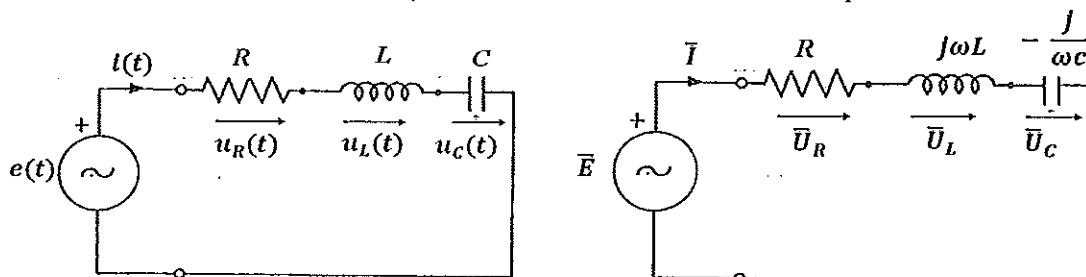 i(t) R L C
u_R(t) u_L(t) u_C(t)
+
e(t)
Ī R jωL − j/ωc
Ū_R Ū_L Ū_C
+
Ē